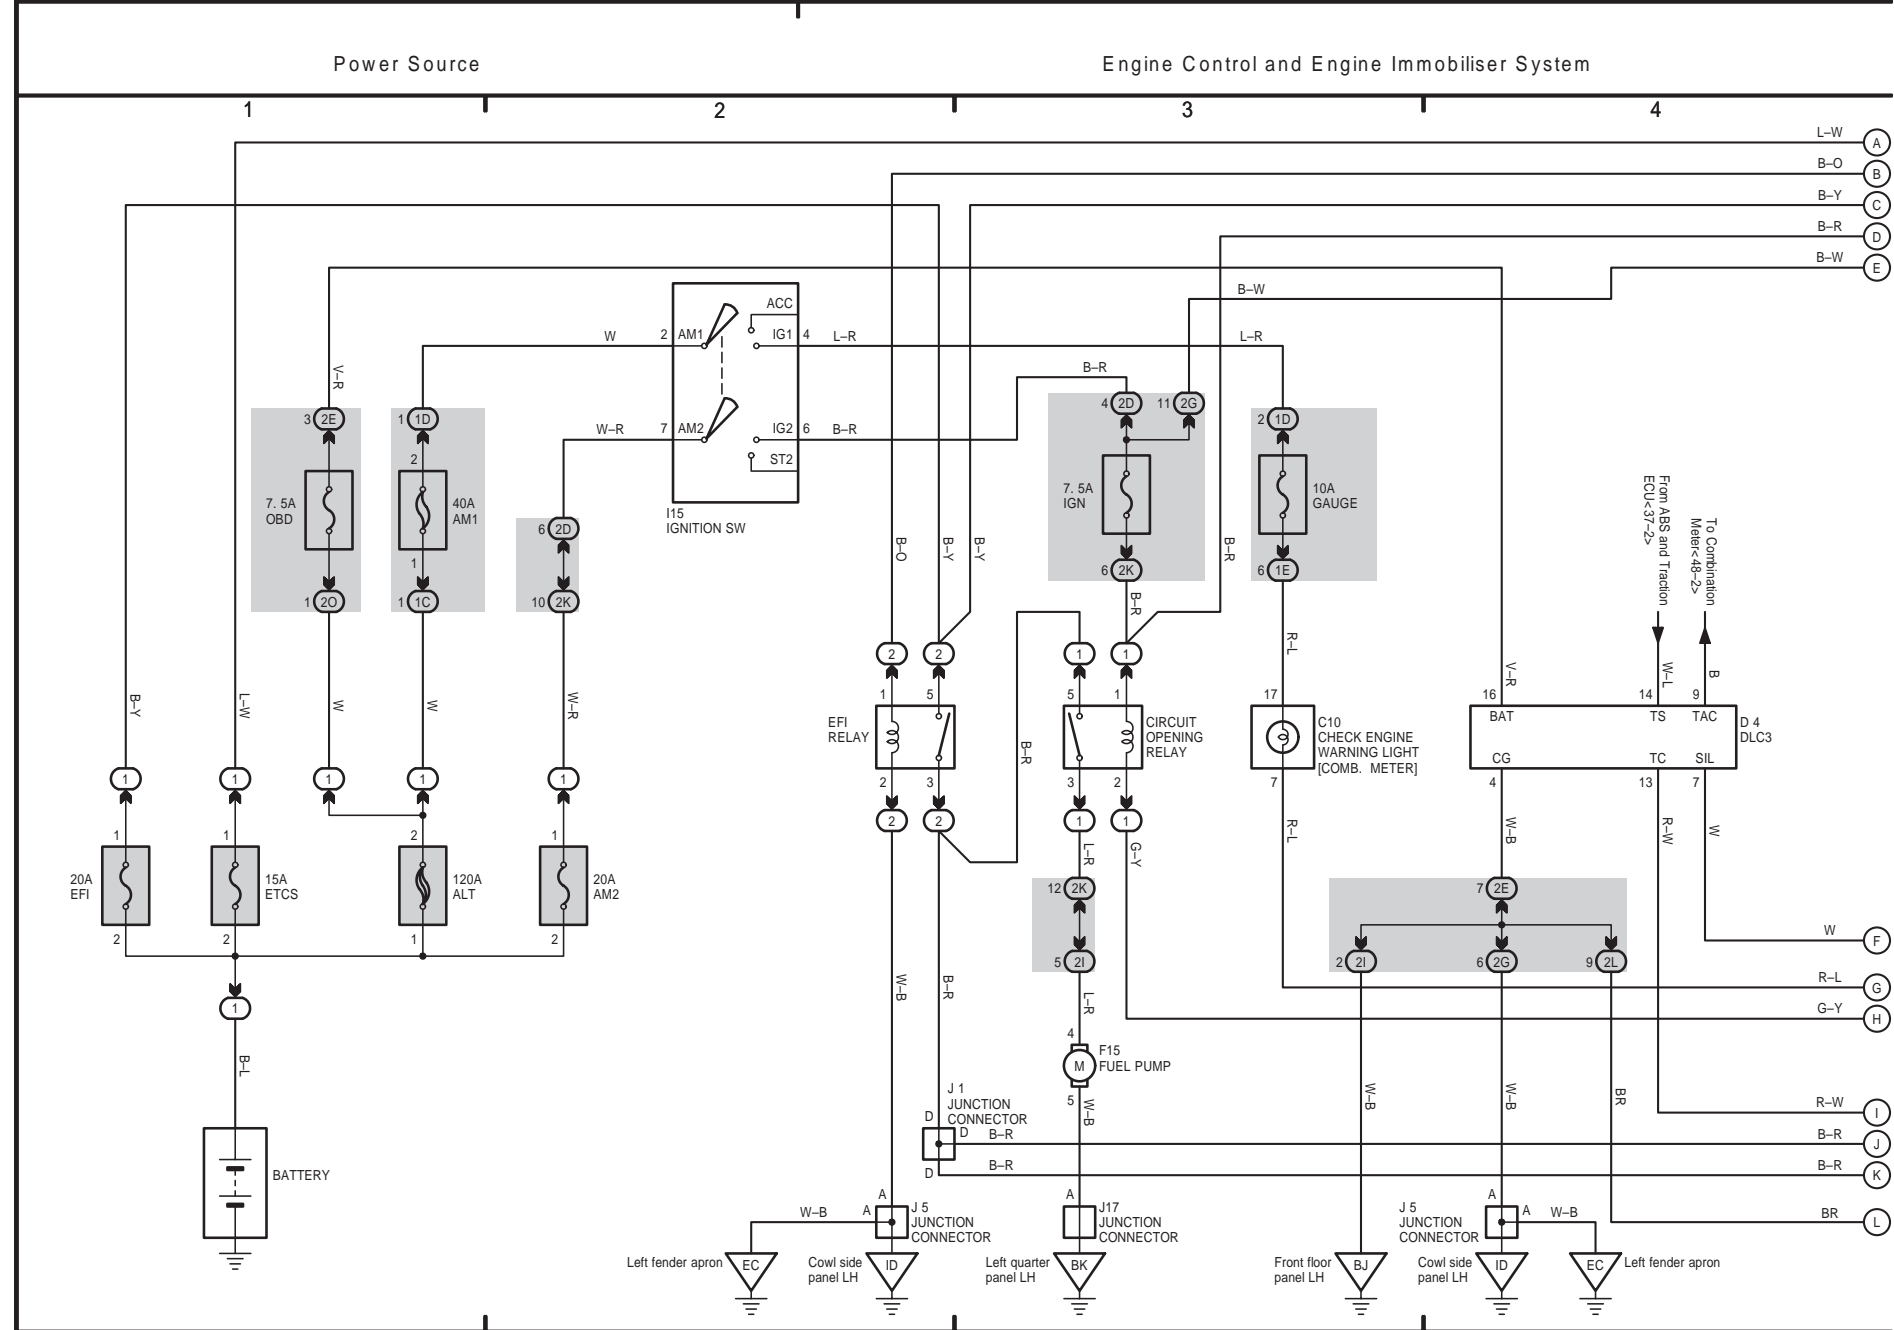 Power Source
Engine Control and Engine Immobiliser System
1
2
3
4
L–W
A
B–O
B
B–Y
C
B–R
D
B–W
E
B–W
ACC
W
2
AM1
IG1
4
L–R
L–R
B–R
V–R
3
2E
1
1D
4
2D
11
2G
2
1D
W–R
7
AM2
IG2
6
B–R
ST2
2
7. 5A
OBD
40A
AM1
1
I15
IGNITION SW
7. 5A
IGN
10A
GAUGE
From ABS and Traction
ECU<37–2>
To Combination
Meter<48–2>
6
2D
B–O
B–Y
B–Y
B–R
1
2O
1
1C
10
2K
6
2K
6
1E
B–R
R–L
2
2
1
1
B–Y
L–W
W
W
W–R
1
5
5
1
17
V–R
16
W–L
14
B
9
EFI
RELAY
CIRCUIT
OPENING
RELAY
C10
CHECK ENGINE
WARNING LIGHT
[COMB. METER]
BAT
TS
TAC
D 4
DLC3
CG
TC
SIL
B–R
1
1
1
1
1
2
3
3
2
7
4
13
7
2
2
1
1
R–L
W–B
R–W
W
1
1
2
1
L–R
G–Y
20A
EFI
15A
ETCS
120A
ALT
20A
AM2
12
2K
7
2E
2
2
1
2
W
F
5
2I
2
2I
6
2G
9
2L
R–L
G
W–B
B–R
L–R
1
G–Y
H
4
B–L
F15
M
FUEL PUMP
J 1
JUNCTION
CONNECTOR
5
W–B
W–B
W–B
BR
R–W
I
D
D
B–R
B–R
J
D
B–R
B–R
K
BATTERY
A
W–B
A
J 5
JUNCTION
CONNECTOR
A
J17
JUNCTION
CONNECTOR
J 5
JUNCTION
CONNECTOR
A
A
W–B
BR
L
Left fender apron
EC
Cowl side
panel LH
ID
Left quarter
panel LH
BK
Front floor
panel LH
BJ
Cowl side
panel LH
ID
EC
Left fender apron